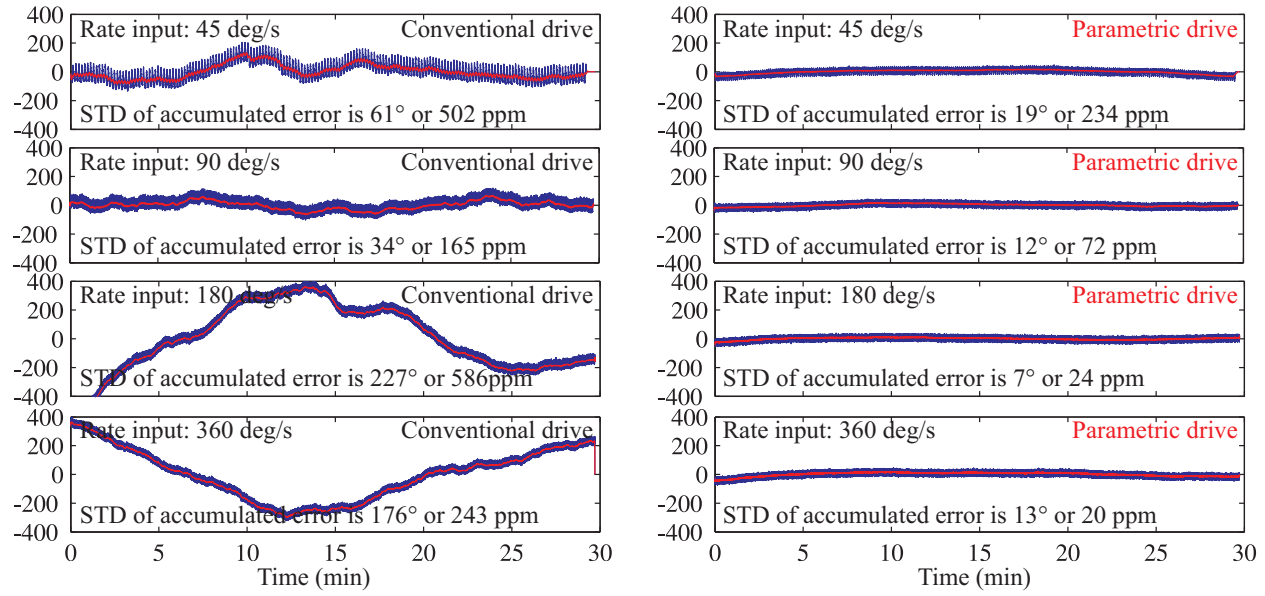 400
Rate input: 45 deg/s Conventional drive
200
0
-200
STD of accumulated error is 61° or 502 ppm
-400
400
Rate input: 90 deg/s Conventional drive
200
0
-200
STD of accumulated error is 34° or 165 ppm
-400
400
Rate input: 180 deg/s Conventional drive
200
0
-200
STD of accumulated error is 227° or 586ppm
-400
400
Rate input: 360 deg/s Conventional drive
200
0
-200
STD of accumulated error is 176° or 243 ppm
-400
0 5 10 15 20 25 30
Time (min)
400
Rate input: 45 deg/s Parametric drive
200
0
-200
STD of accumulated error is 19° or 234 ppm
-400
400
Rate input: 90 deg/s Parametric drive
200
0
-200
STD of accumulated error is 12° or 72 ppm
-400
400
Rate input: 180 deg/s Parametric drive
200
0
-200
STD of accumulated error is 7° or 24 ppm
-400
400
Rate input: 360 deg/s Parametric drive
200
0
-200
STD of accumulated error is 13° or 20 ppm
-400
0 5 10 15 20 25 30
Time (min)